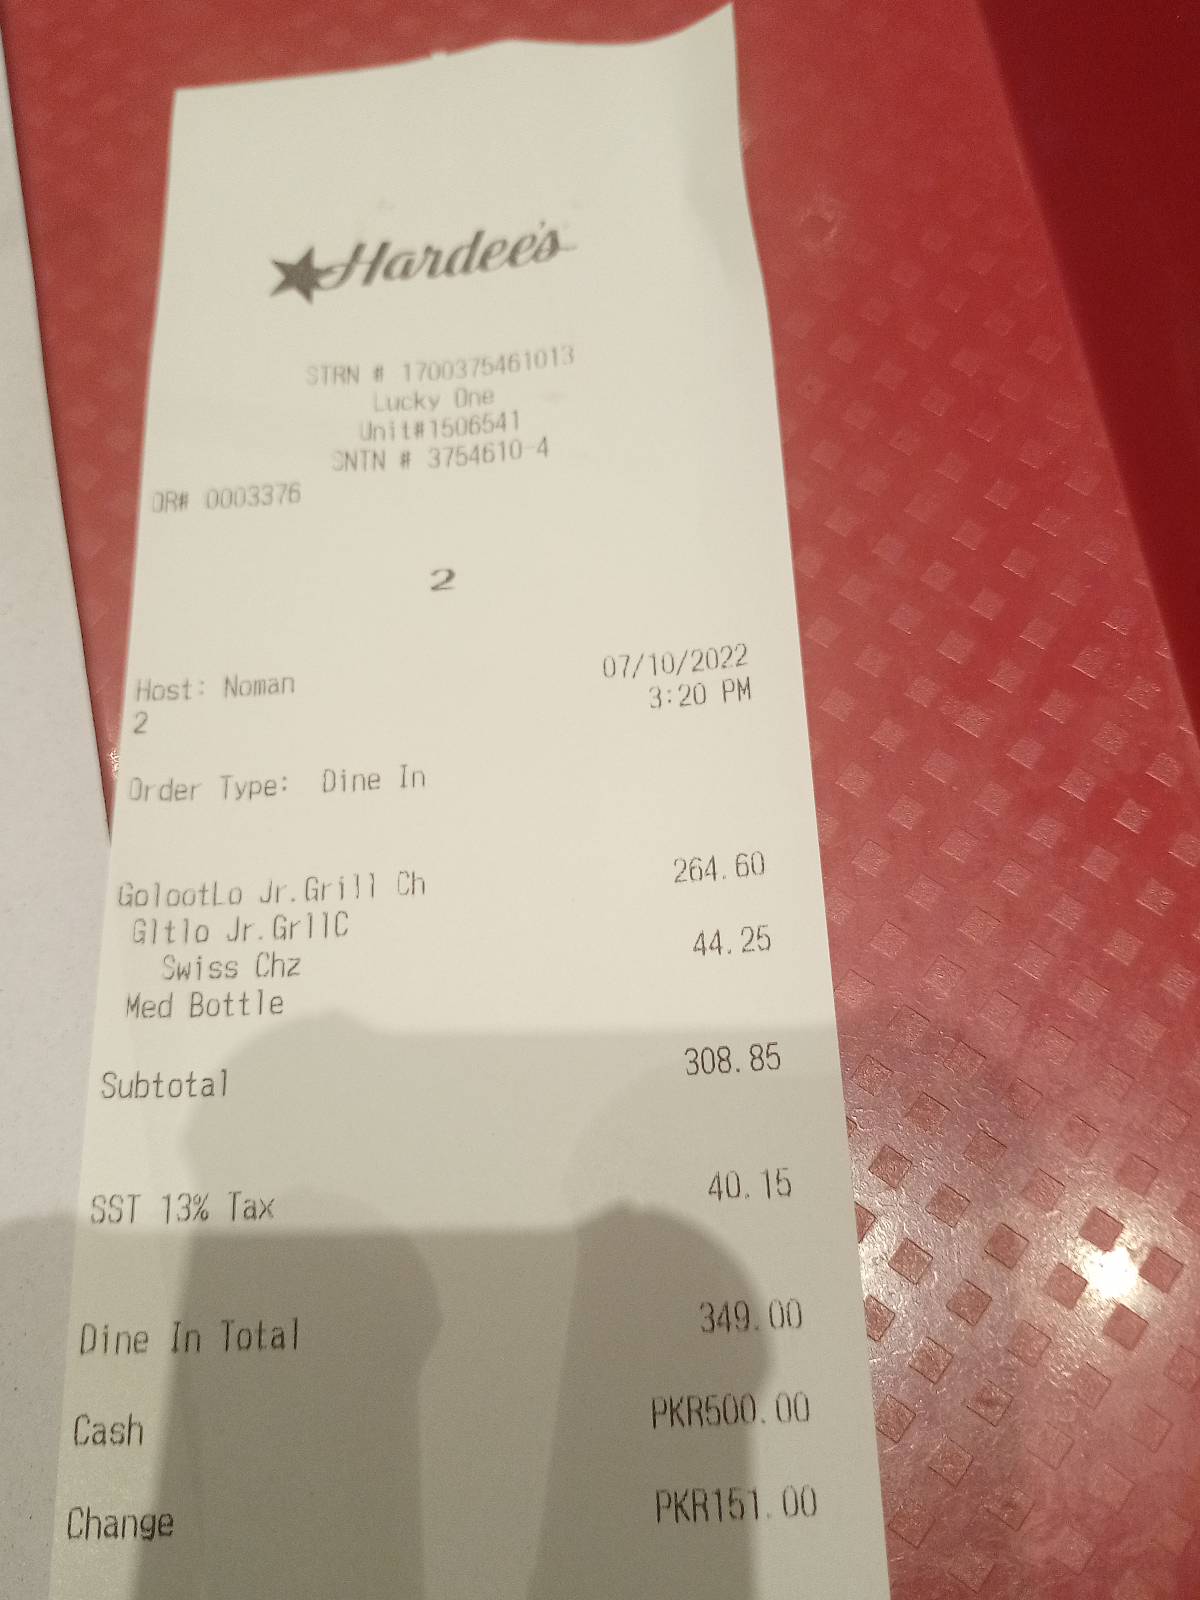 Hardee's
STRN # 1700375461013
Lucky One
Unit#1506541
SNTN # 3754610-4
OR# 0003376
2
Host: Noman 07/10/2022
2 3:20 PM
Order Type: Dine In
GolootLo Jr.Grill Ch 264.60
Gltlo Jr.GrllC
Swiss Chz 44.25
Med Bottle
Subtotal 308.85
SST 13% Tax 40.15
Dine In Total 349.00
Cash PKR500.00
Change PKR151.00